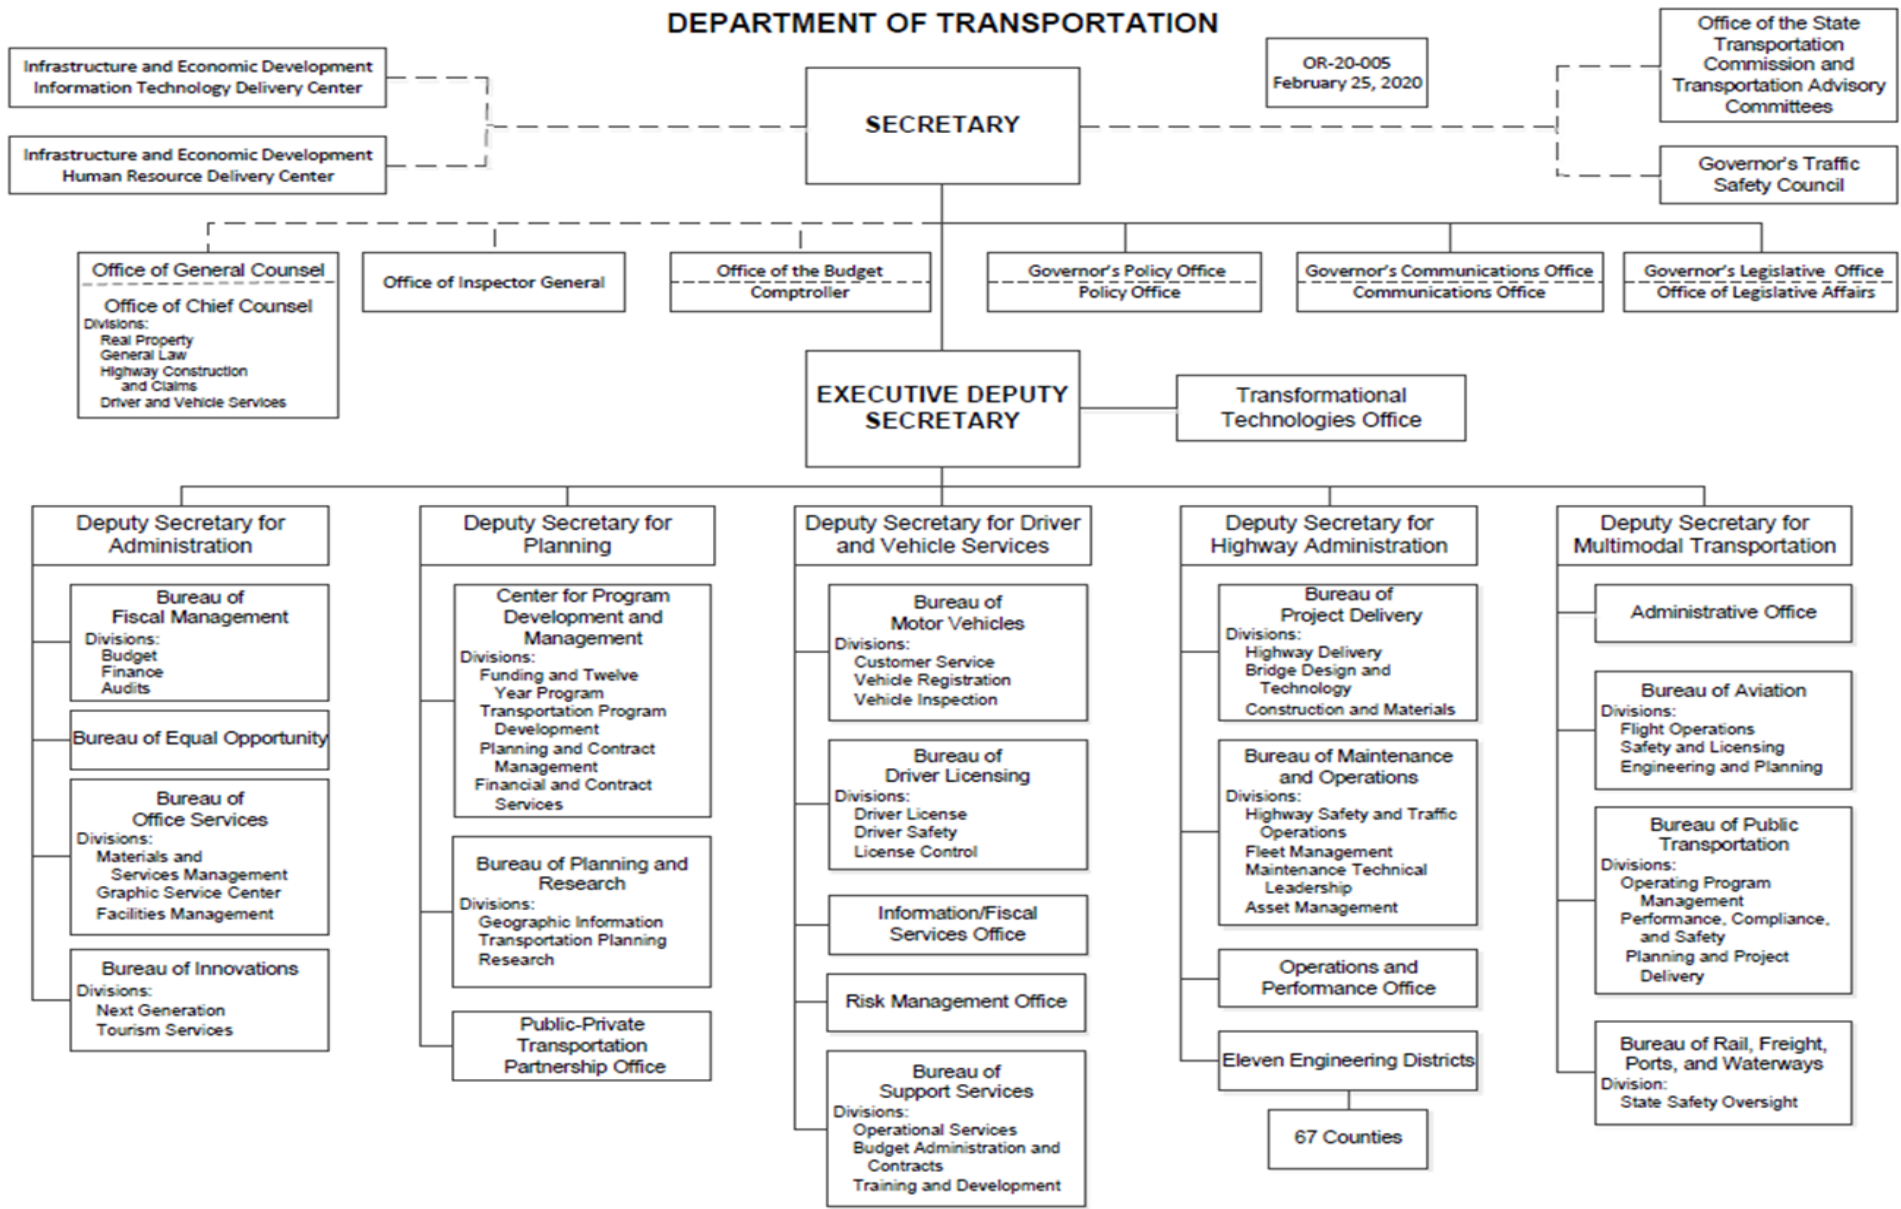 DEPARTMENT OF TRANSPORTATION
Infrastructure and Economic Development
Information Technology Delivery Center
Infrastructure and Economic Development
Human Resource Delivery Center
SECRETARY
OR-20-005
February 25, 2020
Office of the State
Transportation
Commission and
Transportation Advisory
Committees
Governor's Traffic
Safety Council
Office of General Counsel
Office of Chief Counsel
Divisions:
Real Property
General Law
Highway Construction
and Claims
Driver and Vehicle Services
Office of Inspector General
Office of the Budget
Comptroller
Governor's Policy Office
Policy Office
Governor's Communications Office
Communications Office
Governor's Legislative Office
Office of Legislative Affairs
EXECUTIVE DEPUTY
SECRETARY
Transformational
Technologies Office
Deputy Secretary for
Administration
Bureau of
Fiscal Management
Divisions:
Budget
Finance
Audits
Bureau of Equal Opportunity
Bureau of
Office Services
Divisions:
Materials and
Services Management
Graphic Service Center
Facilities Management
Bureau of Innovations
Divisions:
Next Generation
Tourism Services
Deputy Secretary for
Planning
Center for Program
Development and
Management
Divisions:
Funding and Twelve
Year Program
Transportation Program
Development
Planning and Contract
Management
Financial and Contract
Services
Bureau of Planning and
Research
Divisions:
Geographic Information
Transportation Planning
Research
Public-Private
Transportation
Partnership Office
Deputy Secretary for Driver
and Vehicle Services
Bureau of
Motor Vehicles
Divisions:
Customer Service
Vehicle Registration
Vehicle Inspection
Bureau of
Driver Licensing
Divisions:
Driver License
Driver Safety
License Control
Information/Fiscal
Services Office
Risk Management Office
Bureau of
Support Services
Divisions:
Operational Services
Budget Administration and
Contracts
Training and Development
Deputy Secretary for
Highway Administration
Bureau of
Project Delivery
Divisions:
Highway Delivery
Bridge Design and
Technology
Construction and Materials
Bureau of Maintenance
and Operations
Divisions:
Highway Safety and Traffic
Operations
Fleet Management
Maintenance Technical
Leadership
Asset Management
Operations and
Performance Office
Eleven Engineering Districts
67 Counties
Deputy Secretary for
Multimodal Transportation
Administrative Office
Bureau of Aviation
Divisions:
Flight Operations
Safety and Licensing
Engineering and Planning
Bureau of Public
Transportation
Divisions:
Operating Program
Management
Performance, Compliance,
and Safety
Planning and Project
Delivery
Bureau of Rail, Freight,
Ports, and Waterways
Division:
State Safety Oversight